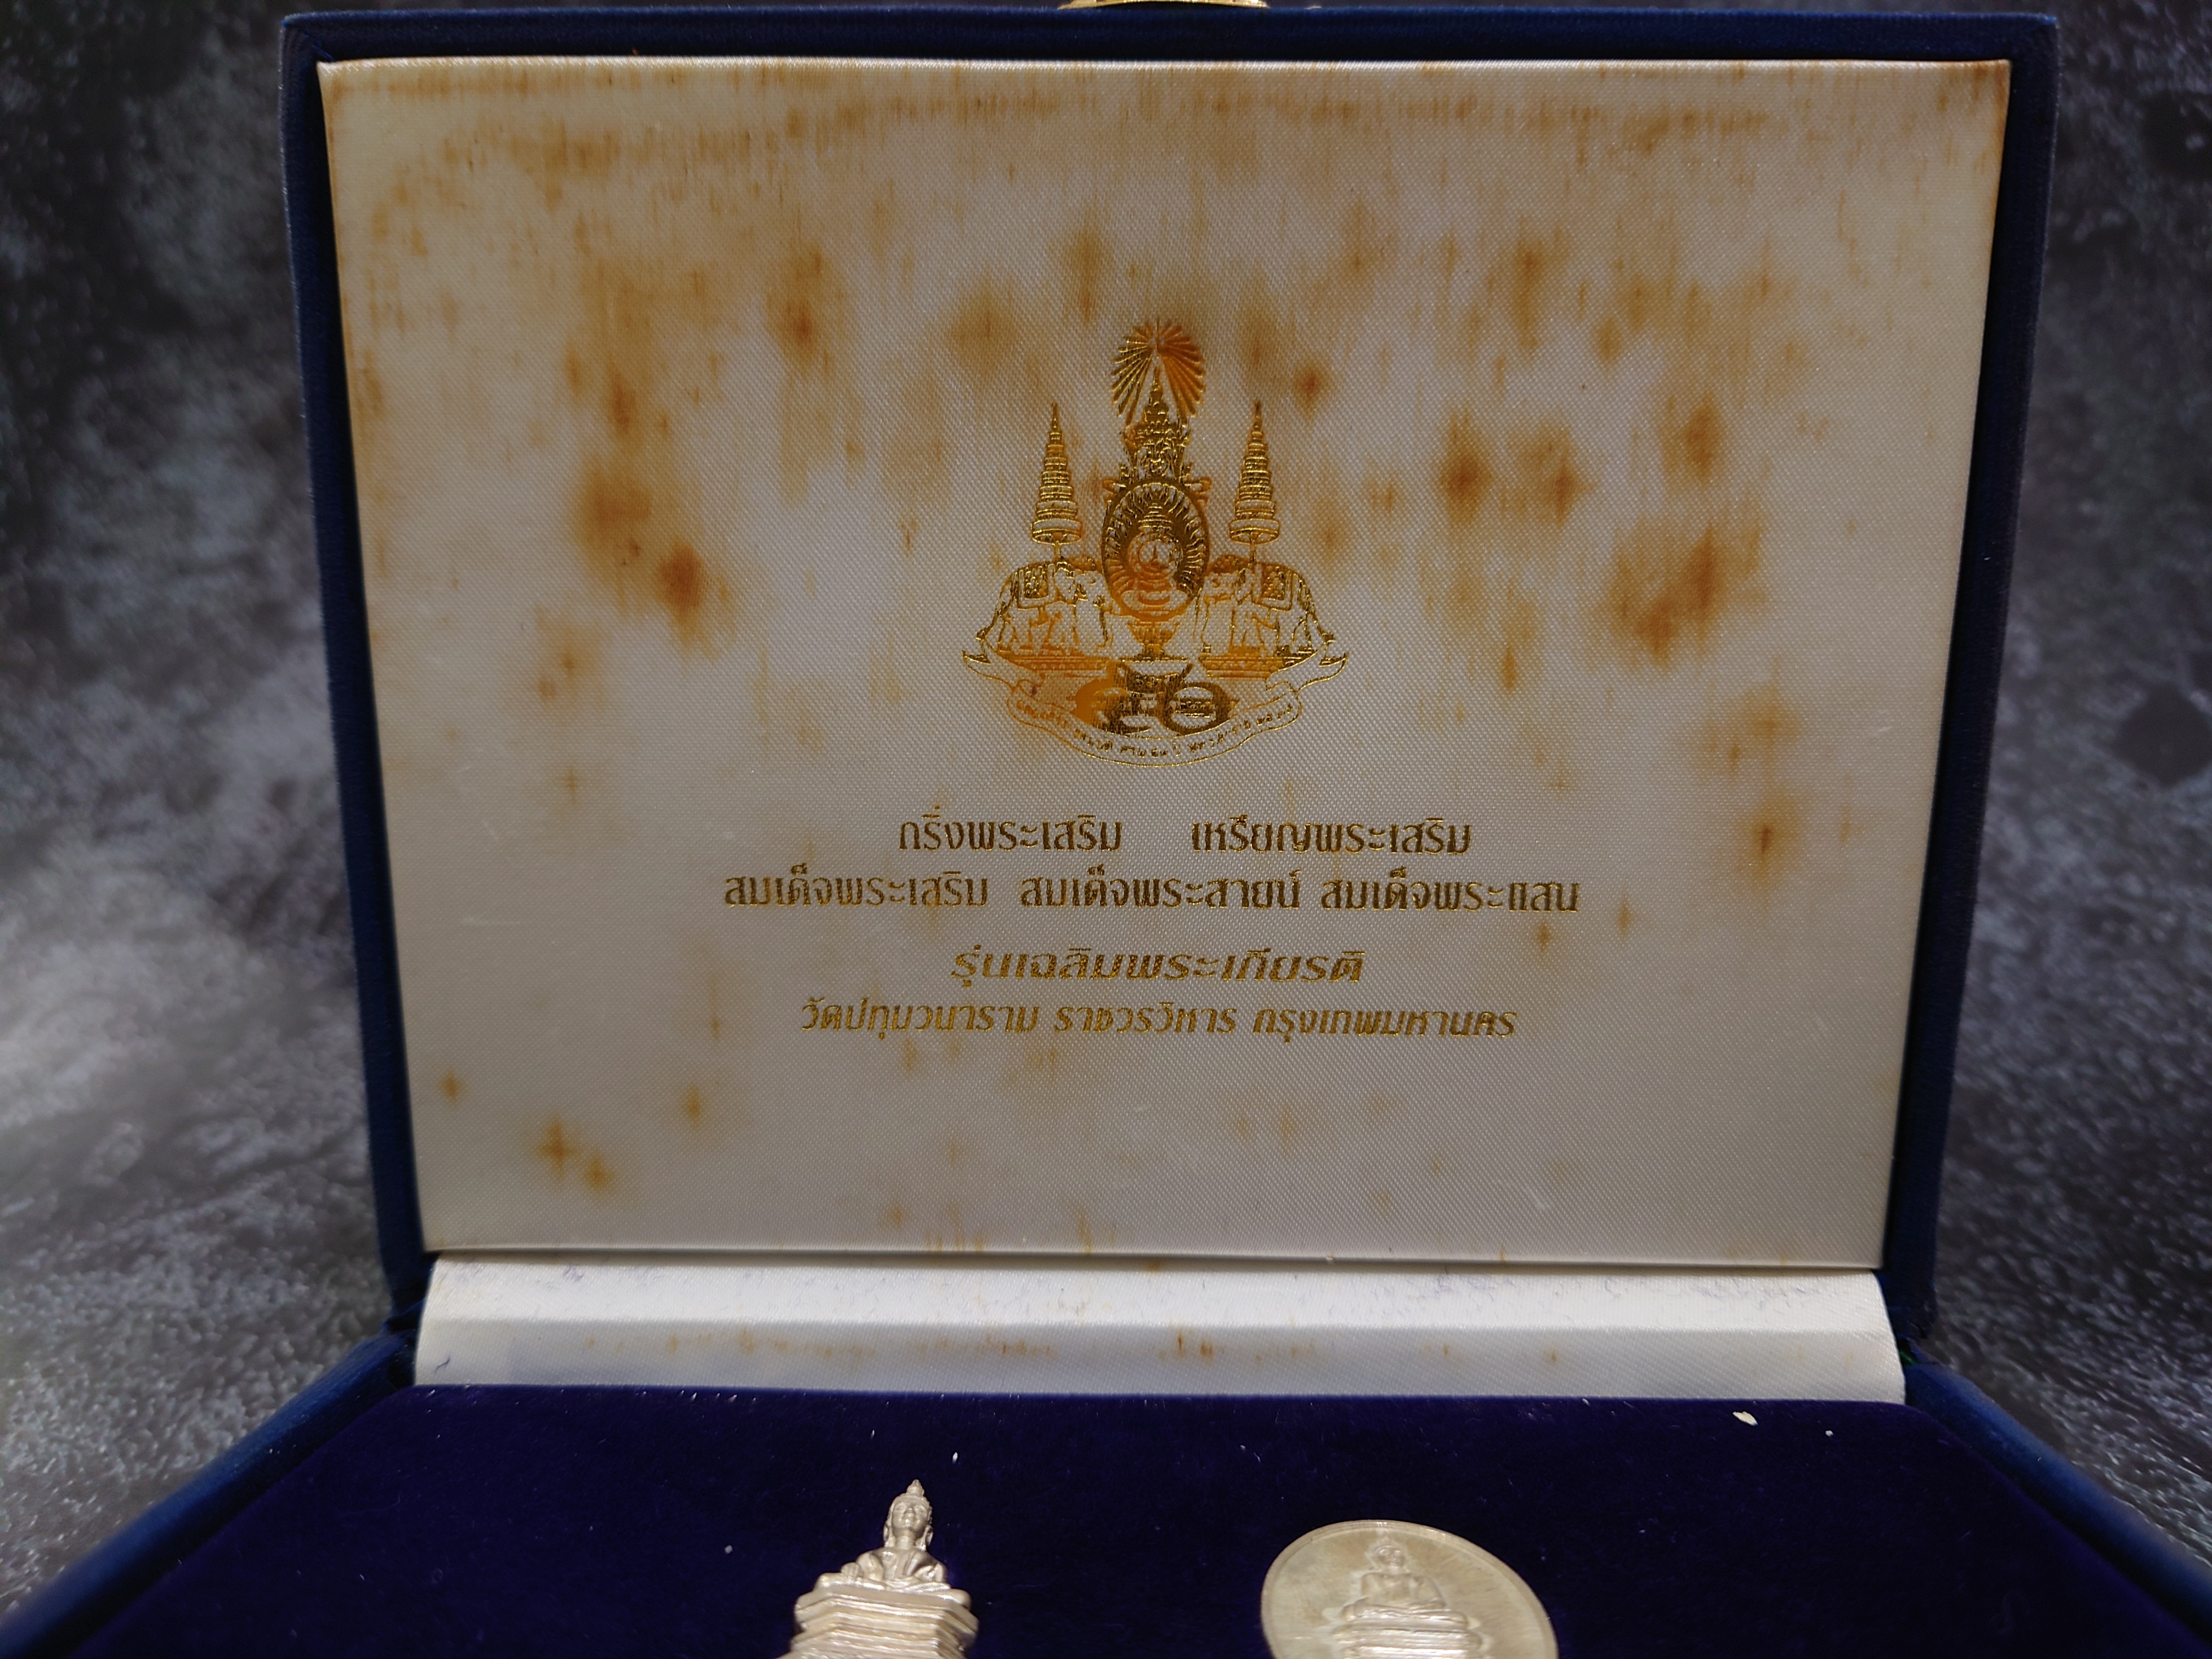 ๕๐
กริ่งพระเสริม เหรียญพระเสริม
สมเด็จพระเสริม สมเด็จพระสายน์ สมเด็จพระแสน
รุ่นเฉลิมพระเกียรติ
วัดปทุมวนาราม ราชวรวิหาร กรุงเทพมหานคร